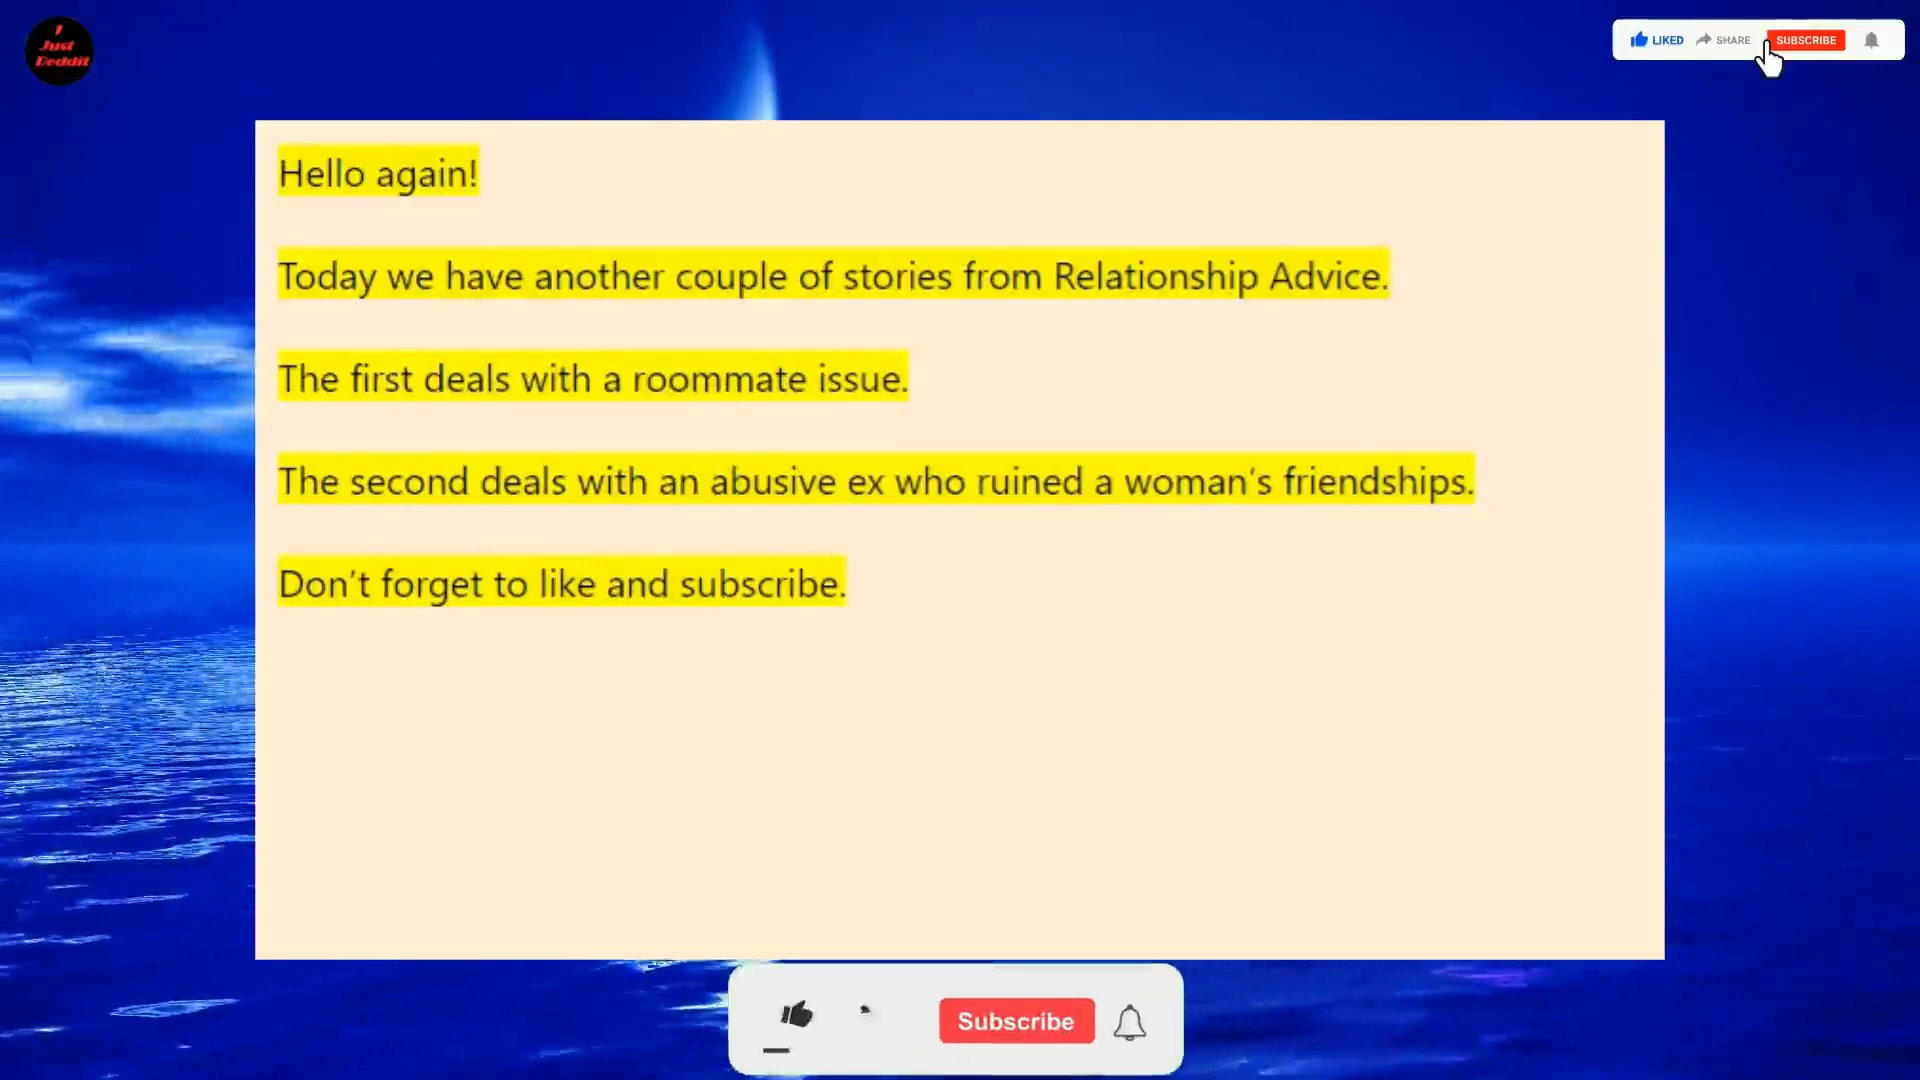 I
Just
Reddit
LIKED SHARE SUBSCRIBE
Hello again!
Today we have another couple of stories from Relationship Advice.
The first deals with a roommate issue.
The second deals with an abusive ex who ruined a woman's friendships.
Don't forget to like and subscribe.
Subscribe